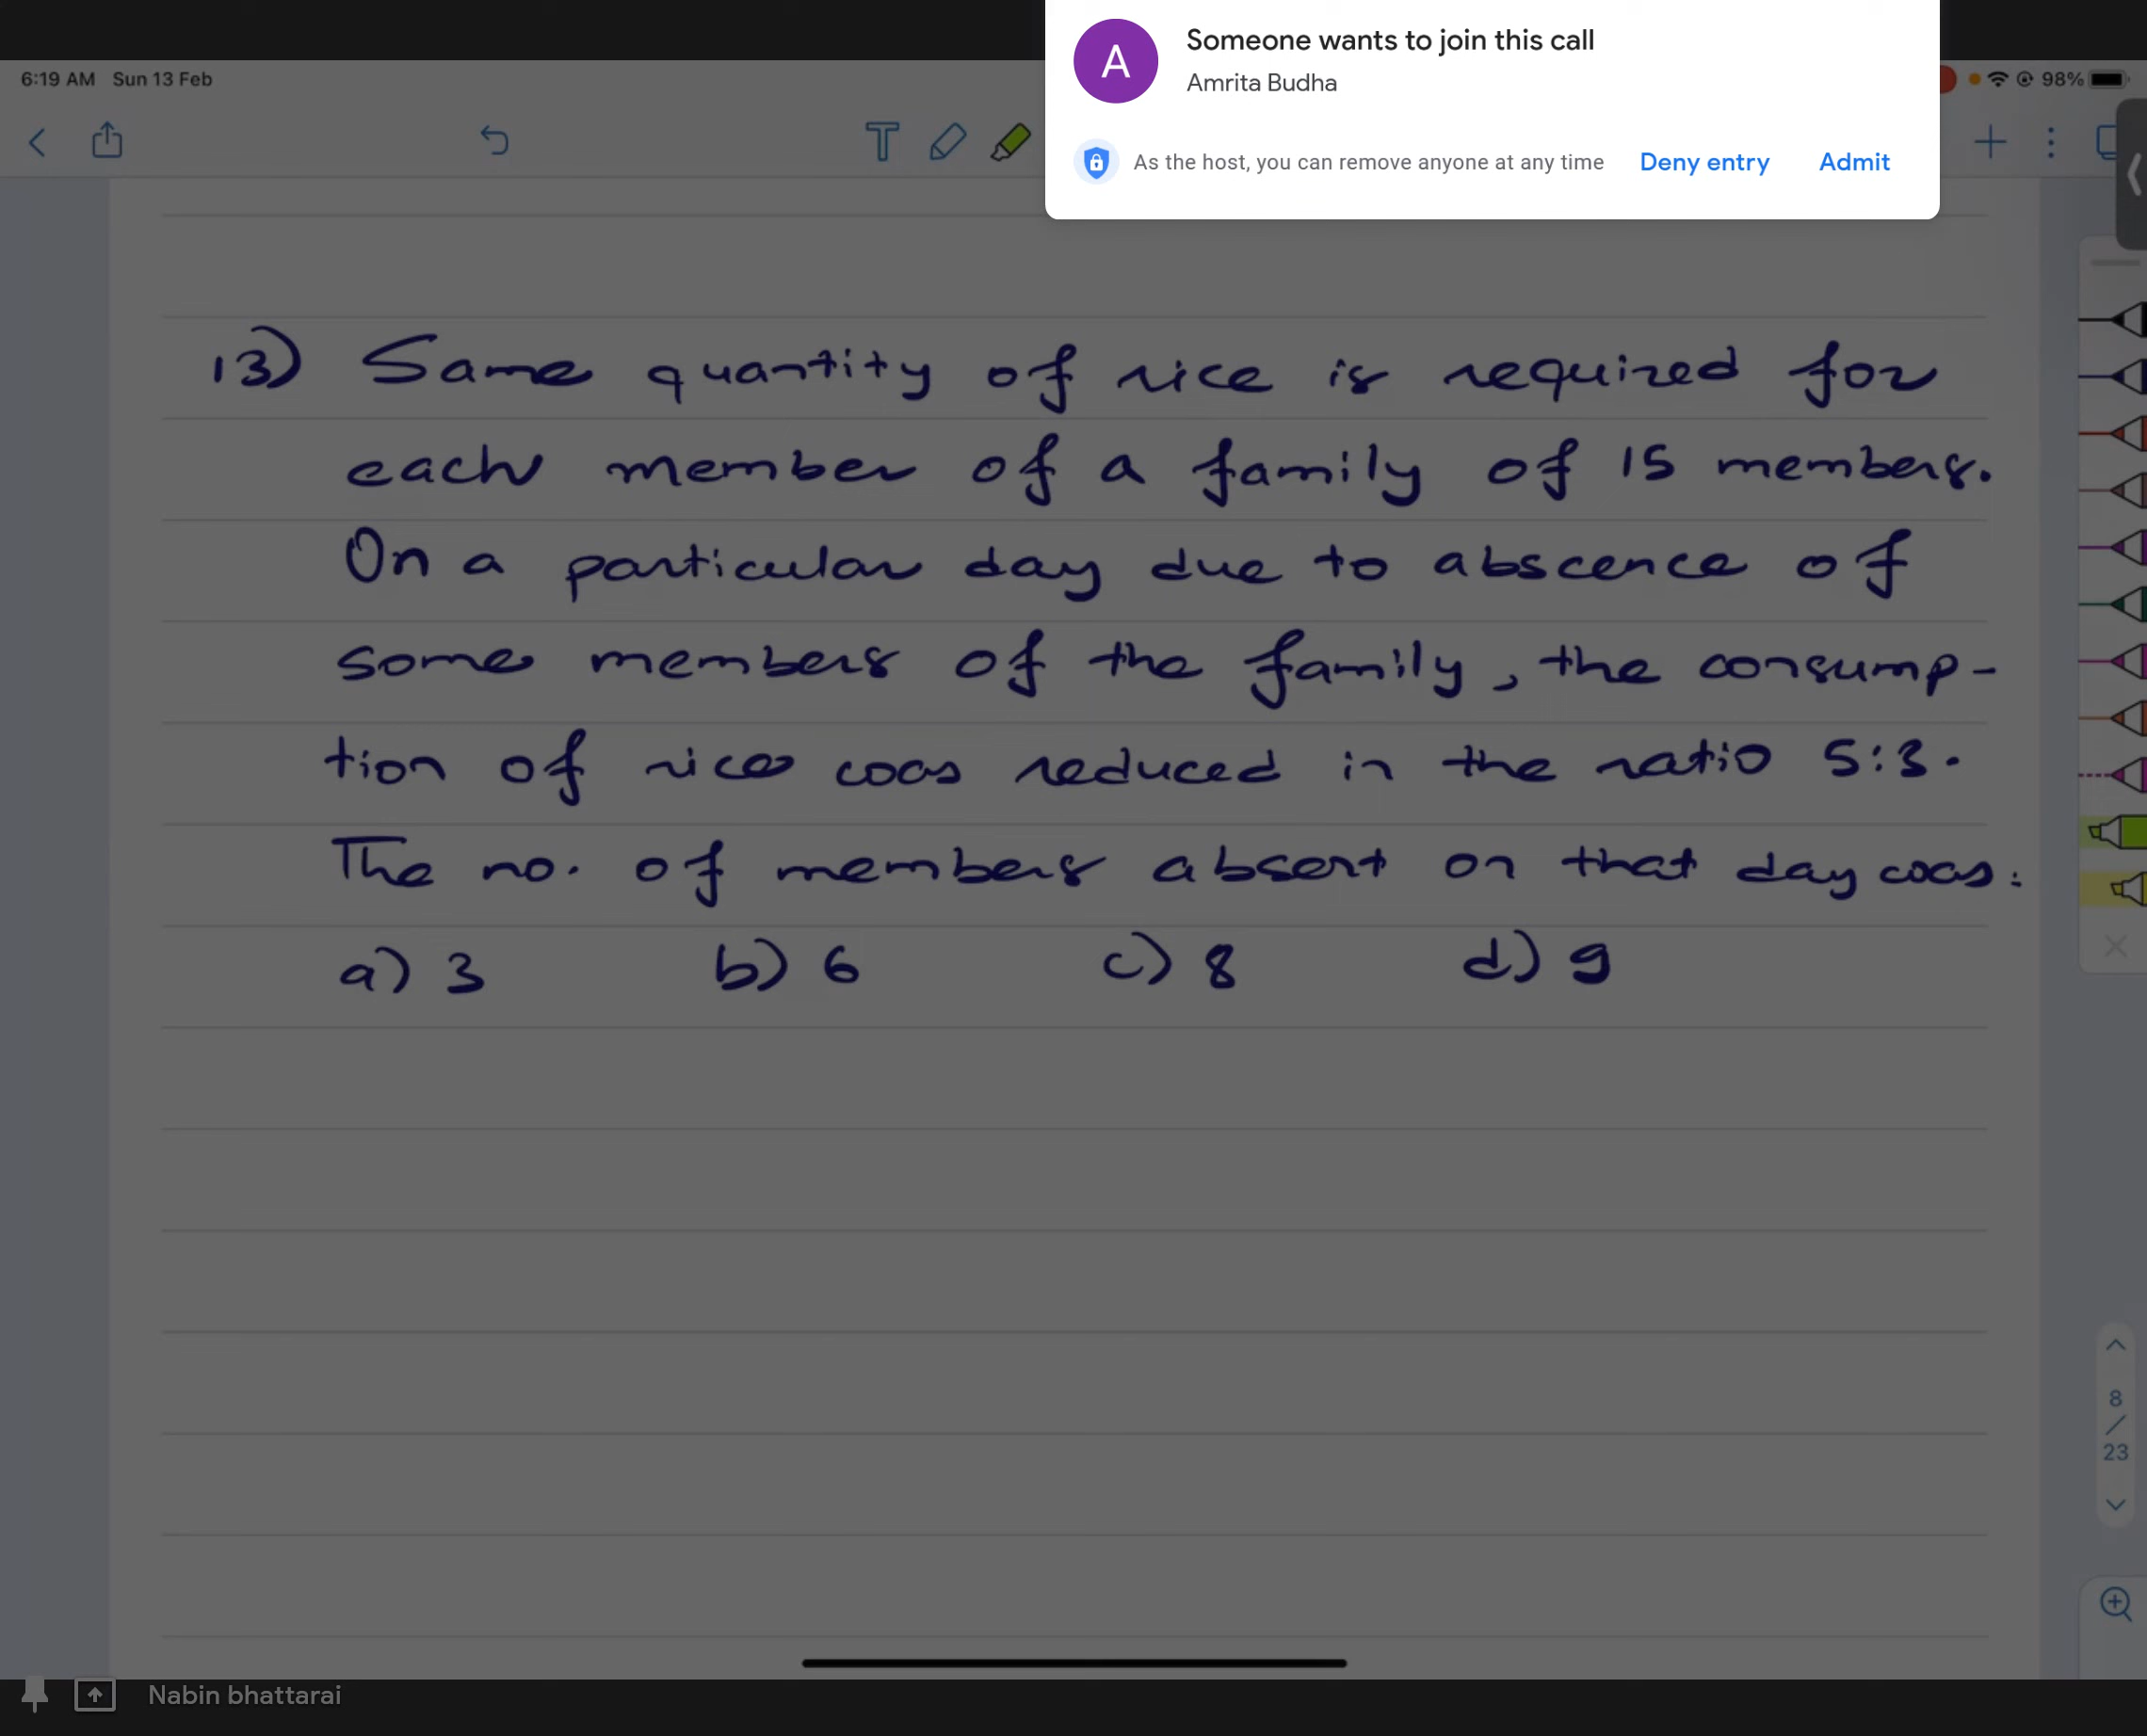 Someone wants to join this call
A
Amrita Budha
6:19 AM Sun 13 Feb
98%
As the host, you can remove anyone at any time Deny entry Admit
T
13) Same quantity of rice is required for
each member of a family of 15 members.
On a particular day due to abscence of
some members of the family, the consump-
tion of rice was reduced in the ratio 5:3.
The no. of members absent on that day was:
a) 3 b) 6 c) 8 d) 9
8
/
23
Nabin bhattarai